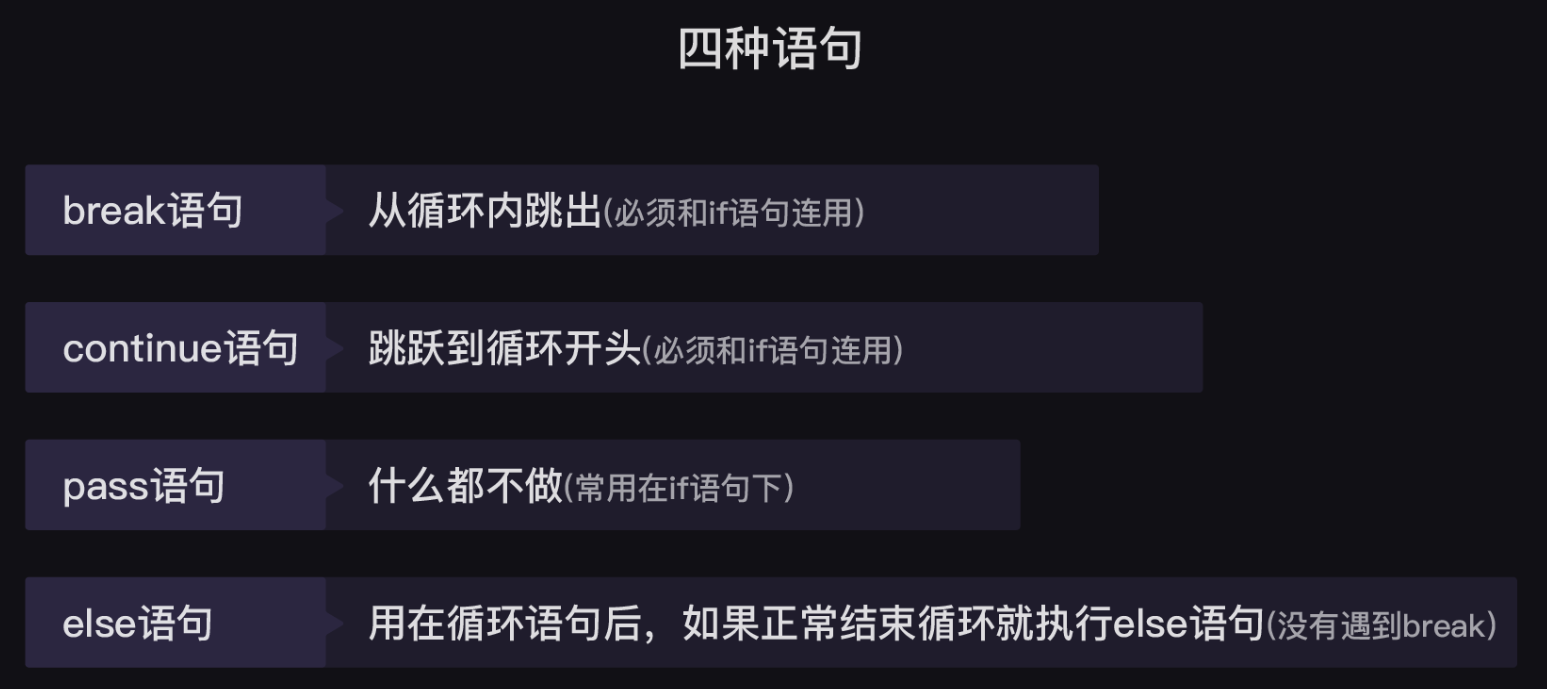 四种语句
break语句 从循环内跳出(必须和if语句连用)
continue语句 跳跃到循环开头(必须和if语句连用)
pass语句 什么都不做(常用在if语句下)
else语句 用在循环语句后，如果正常结束循环就执行else语句(没有遇到break)